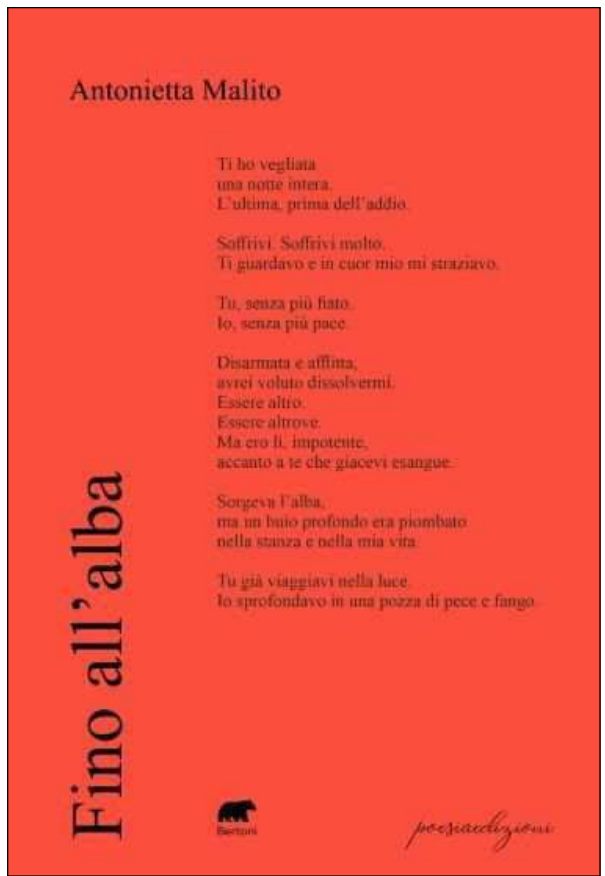 Antonietta Malito
Ti ho vegliata
una notte intera.
L'ultima, prima dell'addio.
Soffrivi. Soffrivi molto.
Ti guardavo e in cuor mio mi straziavo.
Tu, senza più fiato.
Io, senza più pace.
Disarmata e afflitta,
avrei voluto dissolvermi.
Essere altro.
Essere altrove.
Ma ero lì, impotente,
accanto a te che giacevi esangue.
Sorgeva l'alba,
ma un buio profondo era piombato
nella stanza e nella mia vita.
Tu già viaggiavi nella luce.
Io sprofondavo in una pozza di pece e fango.
Fino all'alba
Bertoni
poesiaedizioni